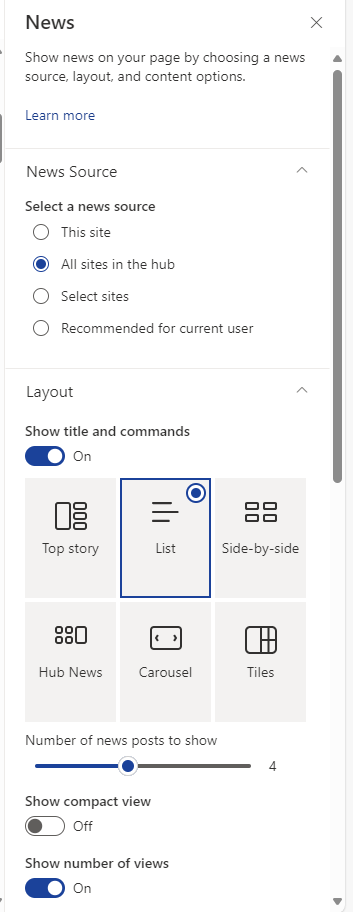 News
Show news on your page by choosing a news
source, layout, and content options.
Learn more
News Source
Select a news source
This site
All sites in the hub
Select sites
Recommended for current user
Layout
Show title and commands
On
Top story
List
Side-by-side
Hub News
Carousel
Tiles
Number of news posts to show
4
Show compact view
Off
Show number of views
On